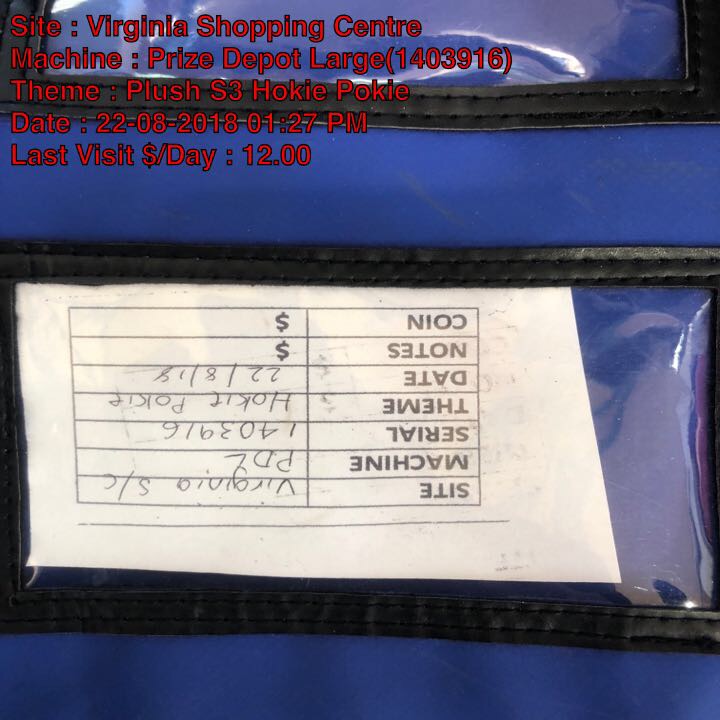 Site : Virginia Shopping Centre
Machine : Prize Depot Large(1403916)
Theme : Plush S3 Hokie Pokie
Date : 22-08-2018 01:27 PM
Last Visit $/Day : 12.00
SITE Virginia S/C
MACHINE PDL
SERIAL 1403916
THEME Hokie Pokie
DATE 22/8/18
NOTES $
COIN $